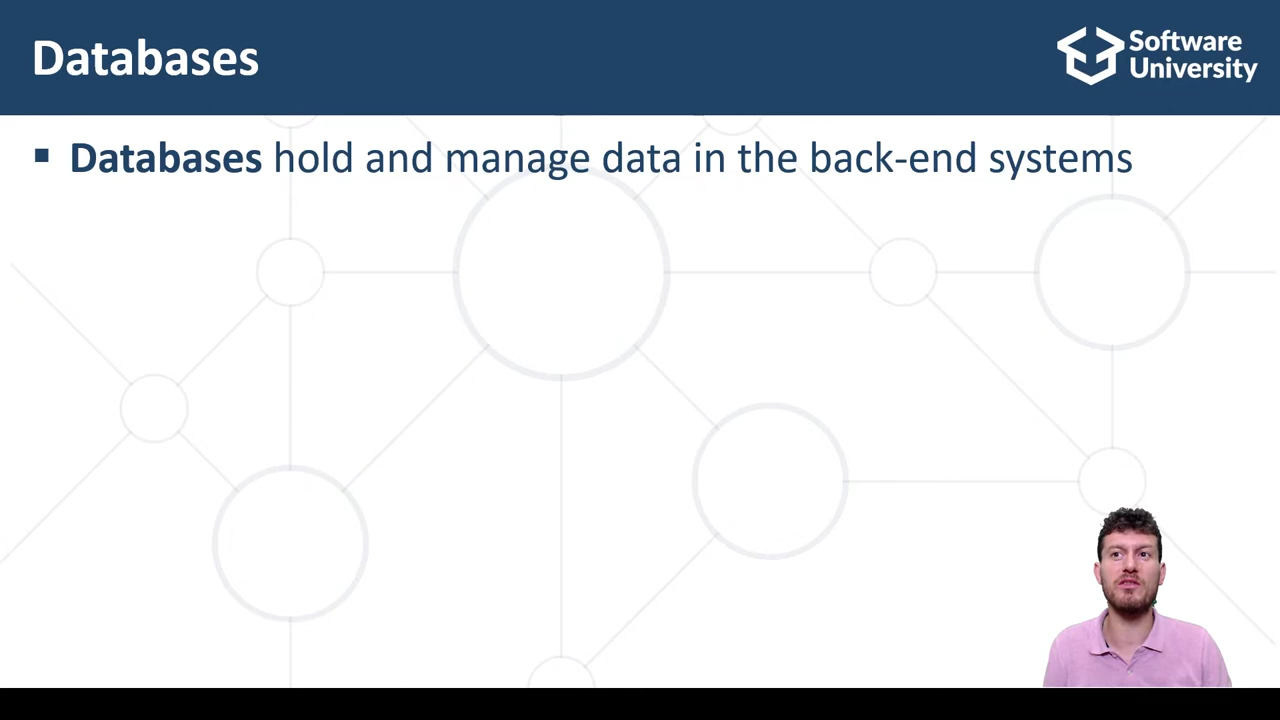 Databases
Software
University
▪ Databases hold and manage data in the back-end systems